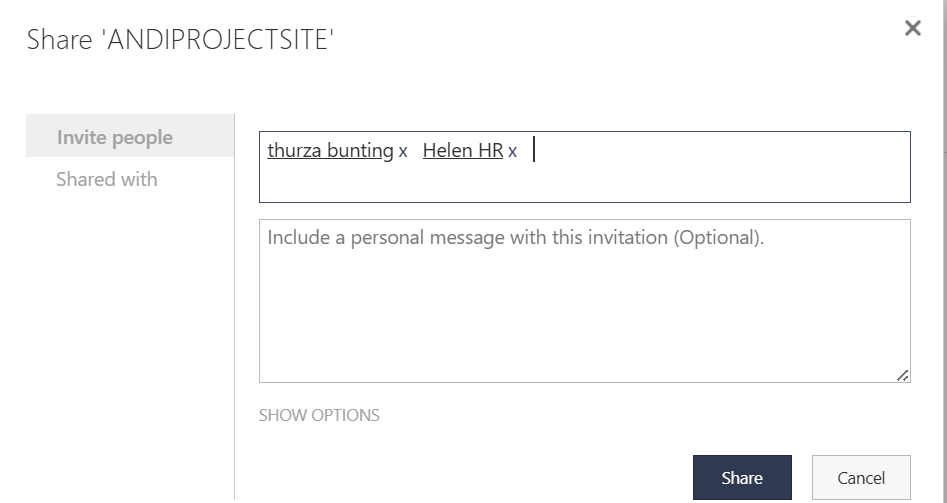 Share 'ANDIPROJECTSITE'
Invite people
Shared with
thurza bunting x Helen HR x
Include a personal message with this invitation (Optional).
SHOW OPTIONS
Share Cancel